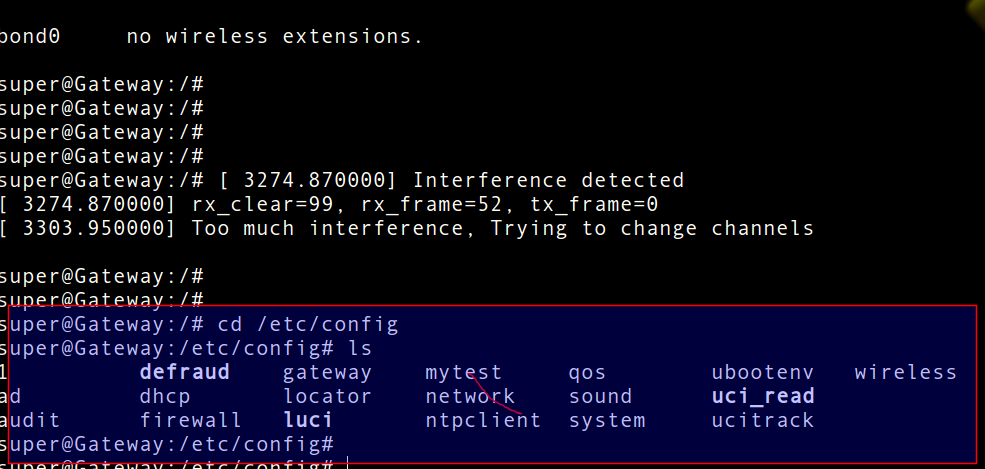 bond0 no wireless extensions.
super@Gateway:/#
super@Gateway:/#
super@Gateway:/#
super@Gateway:/#
super@Gateway:/# [ 3274.870000] Interference detected
[ 3274.870000] rx_clear=99, rx_frame=52, tx_frame=0
[ 3303.950000] Too much interference, Trying to change channels
super@Gateway:/#
super@Gateway:/#
super@Gateway:/# cd /etc/config
super@Gateway:/etc/config# ls
1 defraud gateway mytest qos ubootenv wireless
ad dhcp locator network sound uci_read
audit firewall luci ntpclient system ucitrack
super@Gateway:/etc/config#
super@Gateway:/etc/config#